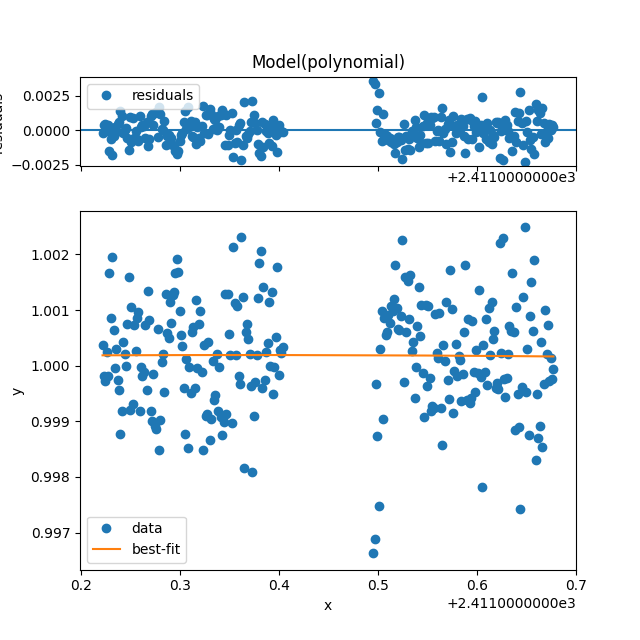 Model(polynomial)
residuals
0.0025
0.0000
−0.0025
+2.4110000000e3
1.002
1.001
1.000
0.999
0.998
0.997
y
data
best-fit
0.2 0.3 0.4 0.5 0.6 0.7
x
+2.4110000000e3